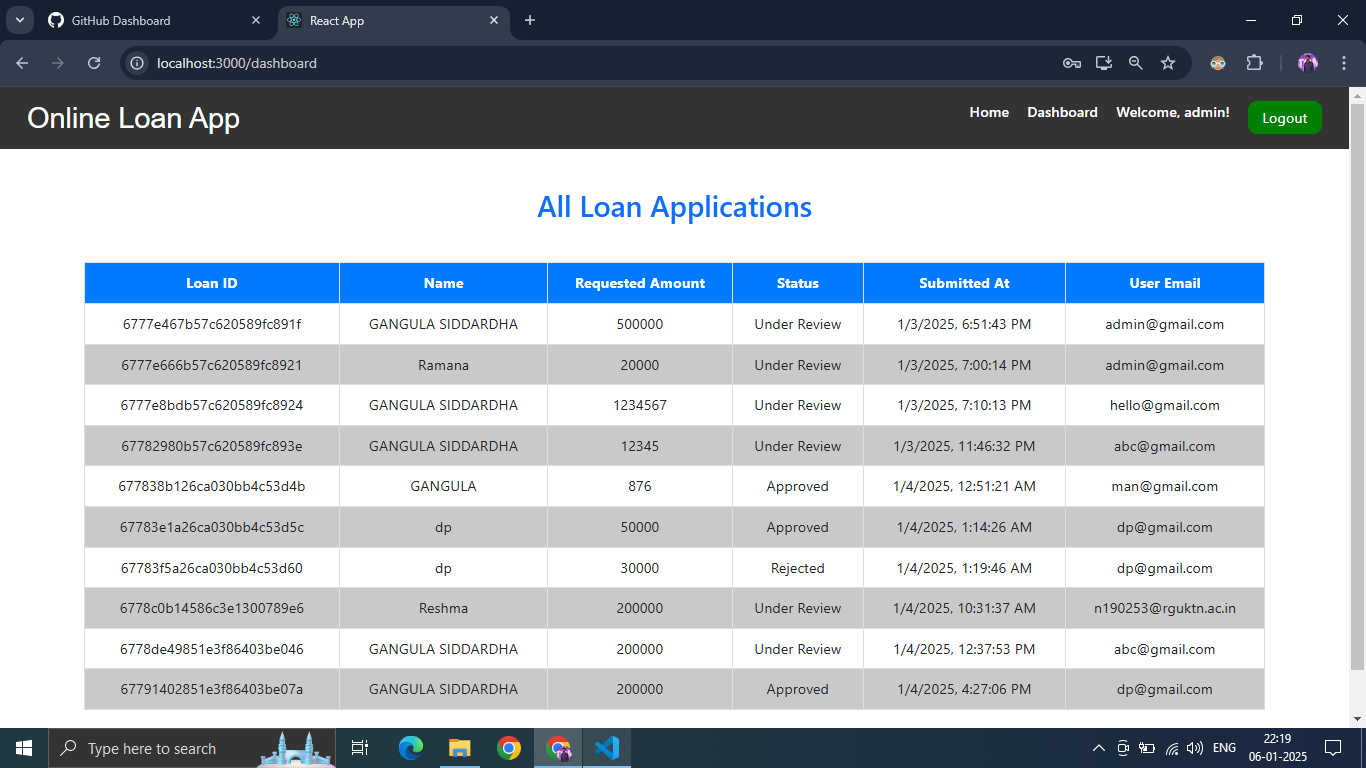 GitHub Dashboard
React App
localhost:3000/dashboard
Online Loan App
Home Dashboard Welcome, admin! Logout
All Loan Applications
Loan ID Name Requested Amount Status Submitted At User Email
6777e467b57c620589fc891f GANGULA SIDDARDHA 500000 Under Review 1/3/2025, 6:51:43 PM admin@gmail.com
6777e666b57c620589fc8921 Ramana 20000 Under Review 1/3/2025, 7:00:14 PM admin@gmail.com
6777e8bdb57c620589fc8924 GANGULA SIDDARDHA 1234567 Under Review 1/3/2025, 7:10:13 PM hello@gmail.com
67782980b57c620589fc893e GANGULA SIDDARDHA 12345 Under Review 1/3/2025, 11:46:32 PM abc@gmail.com
677838b126ca030bb4c53d4b GANGULA 876 Approved 1/4/2025, 12:51:21 AM man@gmail.com
67783e1a26ca030bb4c53d5c dp 50000 Approved 1/4/2025, 1:14:26 AM dp@gmail.com
67783f5a26ca030bb4c53d60 dp 30000 Rejected 1/4/2025, 1:19:46 AM dp@gmail.com
6778c0b14586c3e1300789e6 Reshma 200000 Under Review 1/4/2025, 10:31:37 AM n190253@rguktn.ac.in
6778de49851e3f86403be046 GANGULA SIDDARDHA 200000 Under Review 1/4/2025, 12:37:53 PM abc@gmail.com
67791402851e3f86403be07a GANGULA SIDDARDHA 200000 Approved 1/4/2025, 4:27:06 PM dp@gmail.com
Type here to search
ENG
22:19
06-01-2025